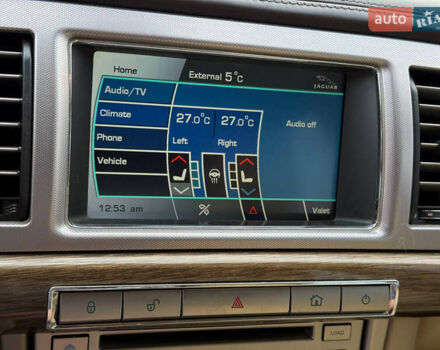 auto RIA
Home
External 5°C
JAGUAR
Audio/TV
Climate
27.0°C 27.0°C
Audio off
Left Right
Phone
Vehicle
12:53 am
Valet
LOAD